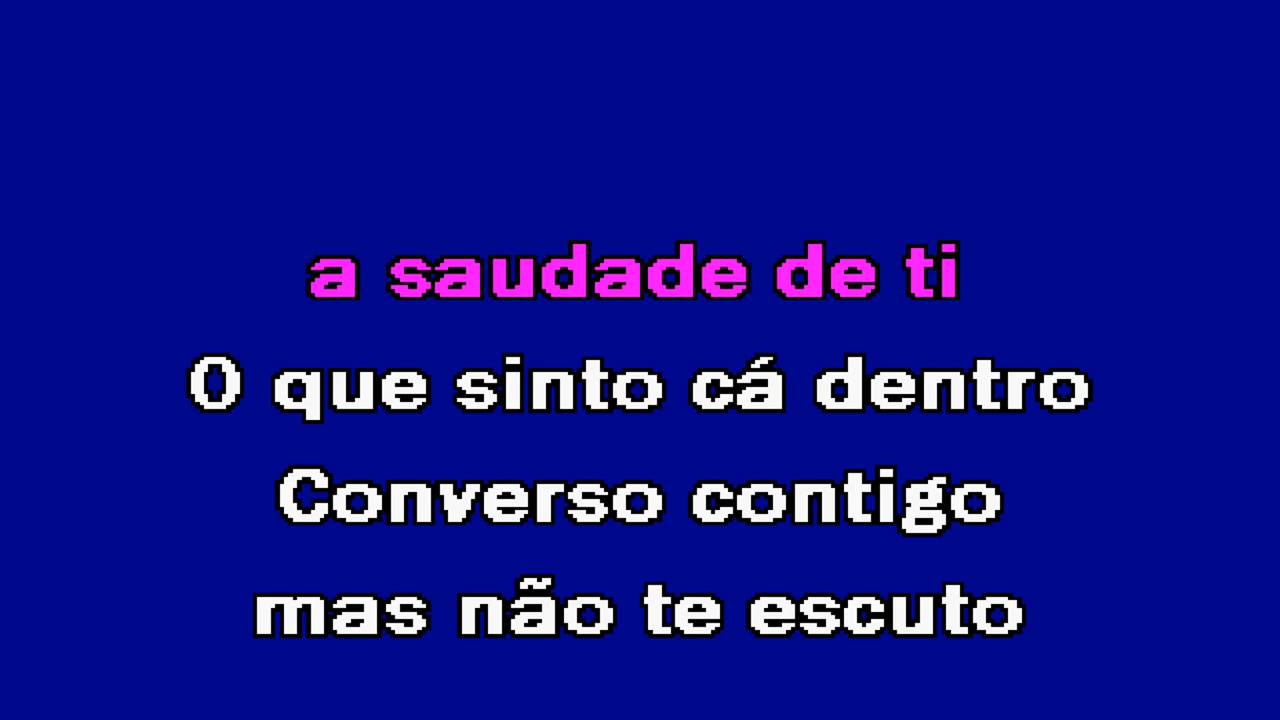 a saudade de ti
O que sinto cá dentro
Converso contigo
mas não te escuto